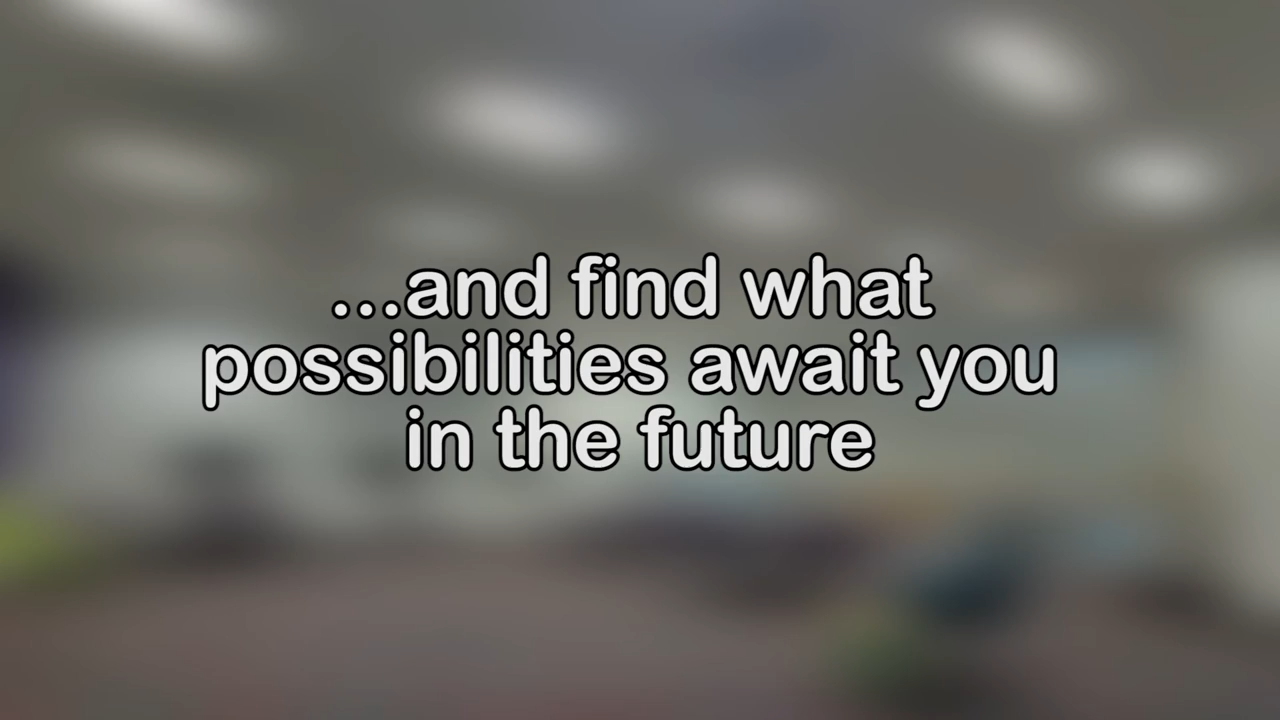 ...and find what
possibilities await you
in the future